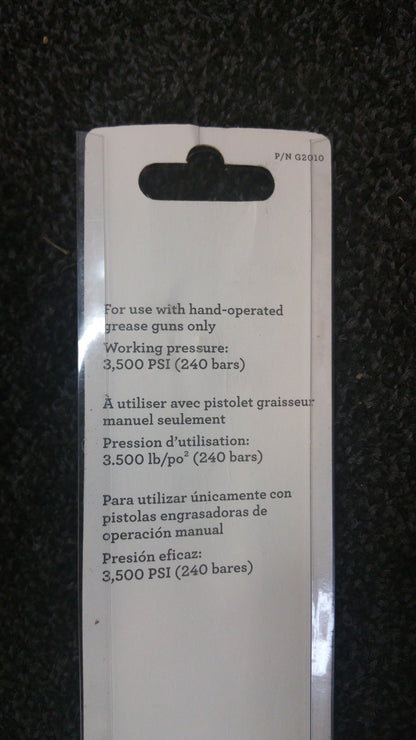 P/N G2010
For use with hand-operated
grease guns only
Working pressure:
3,500 PSI (240 bars)
À utiliser avec pistolet graisseur
manuel seulement
Pression d'utilisation:
3.500 lb/po² (240 bars)
Para utilizar únicamente con
pistolas engrasadoras de
operación manual
Presión eficaz:
3,500 PSI (240 bares)